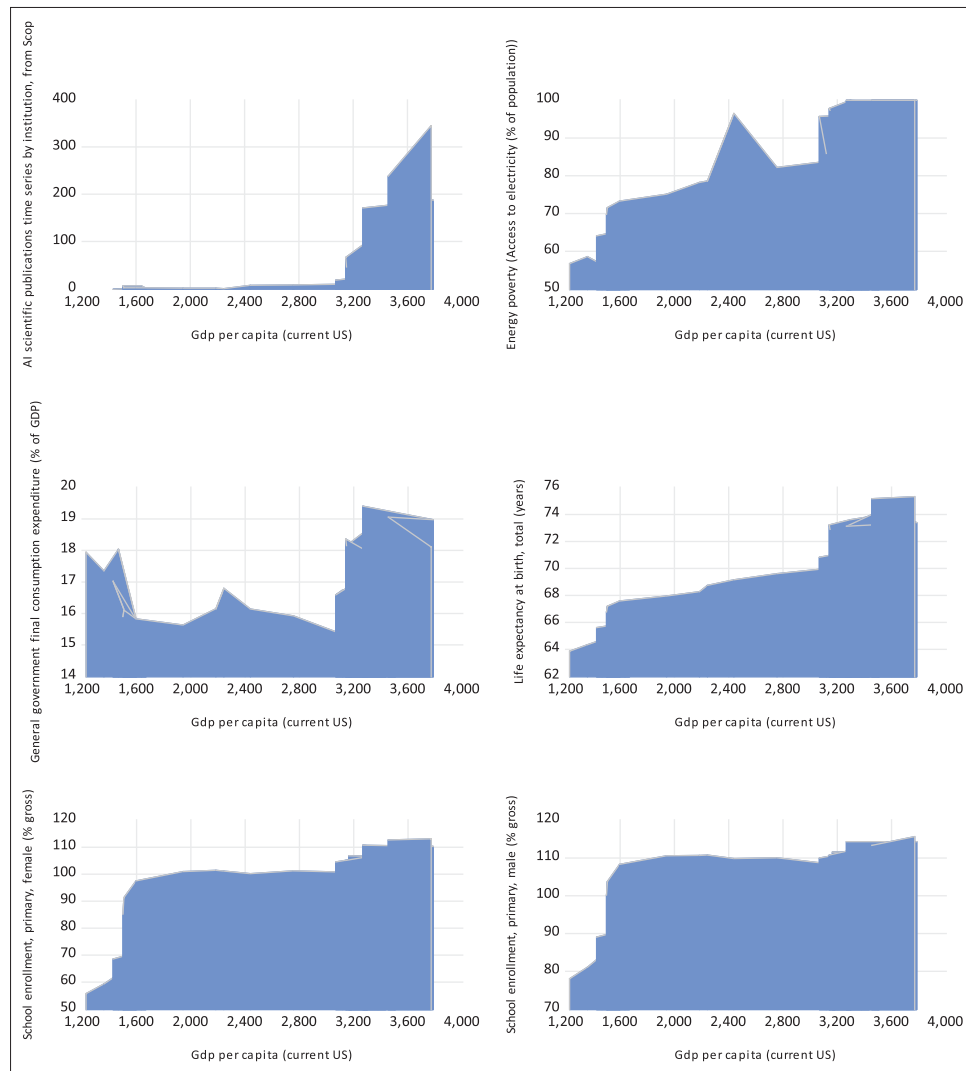 AI scientific publications time series by institution, from Scop
400
300
200
100
0
1,200 1,600 2,000 2,400 3,200 3,600 4,000
Gdp per capita (current US)
Energy poverty (Access to electricity (% of population))
100
90
80
70
60
50
1,200 1,600 2,000 2,400 2,800 3,200 3,600 4,000
Gdp per capita (current US)
General government final consumption expenditure (% of GDP)
20
19
18
17
16
15
14
1,200 1,600 2,000 2,400 2,800 3,200 3,600 4,000
Gdp per capita (current US)
Life expectancy at birth, total (years)
76
74
72
70
68
66
64
62
1,200 1,600 2,000 2,400 2,800 3,200 3,600 4,000
Gdp per capita (current US)
School enrollment, primary, female (% gross)
120
110
100
90
80
70
60
50
1,200 1,600 2,000 2,400 2,800 3,200 3,600 4,000
Gdp per capita (current US)
School enrollment, primary, male (% gross)
120
110
100
90
80
70
1,200 1,600 2,000 2,400 2,800 3,200 3,600 4,000
Gdp per capita (current US)